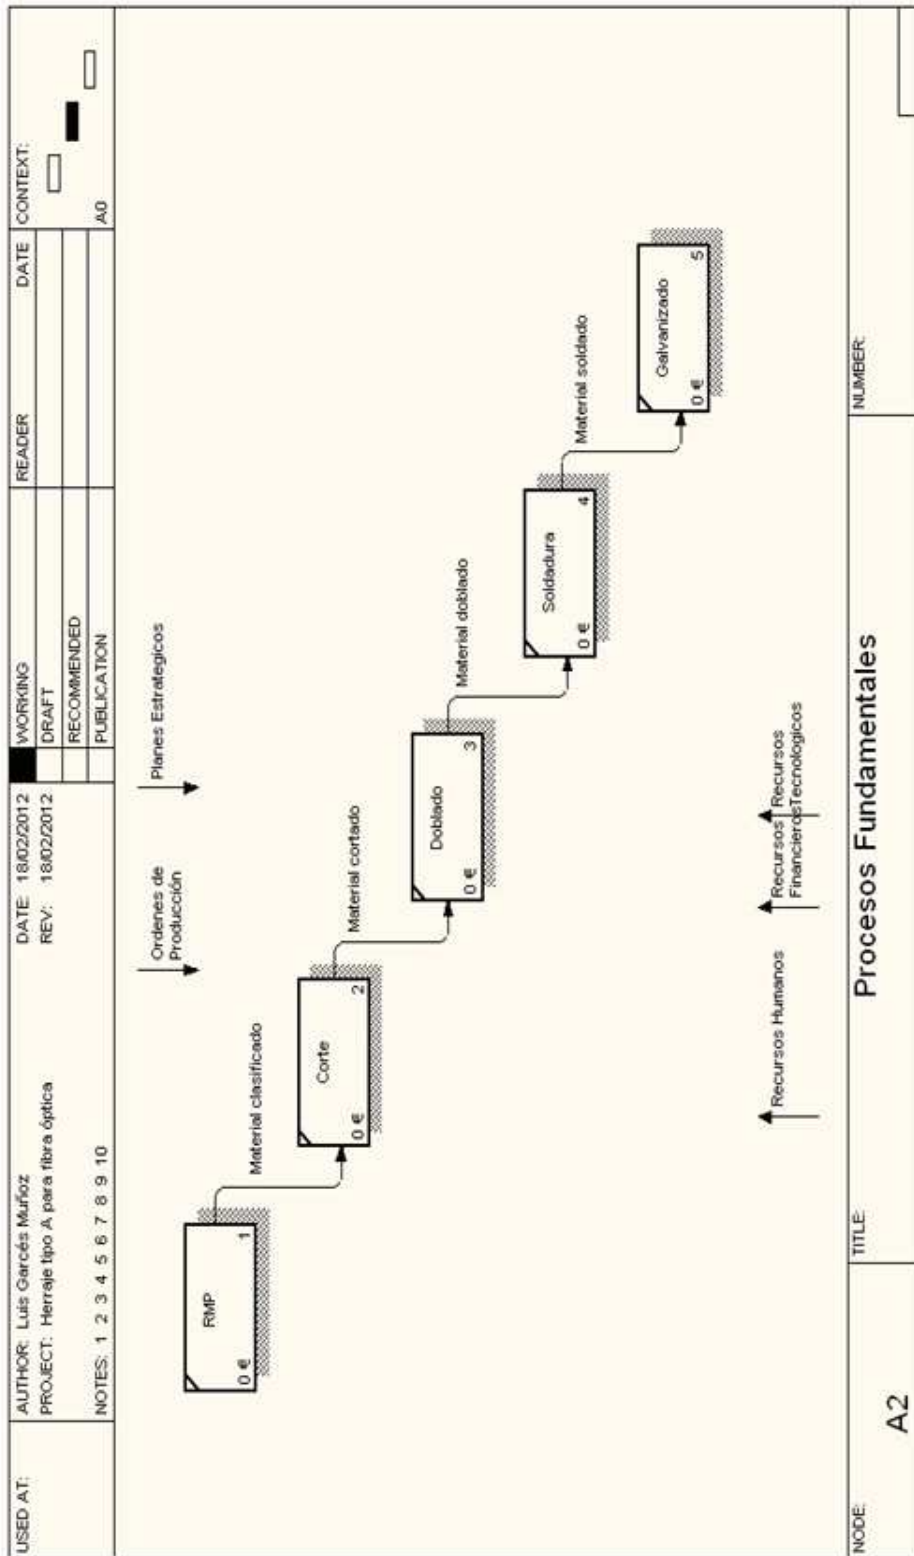 USED AT:
AUTHOR: Luis Garcés Muñoz
DATE: 18/02/2012
WORKING
READER
DATE
CONTEXT:
PROJECT: Herraje tipo A para fibra óptica
REV: 18/02/2012
DRAFT
RECOMMENDED
NOTES: 1 2 3 4 5 6 7 8 9 10
PUBLICATION
A0
Ordenes de
Producción
Planes Estrategicos
RMP
0 €
1
Material clasificado
Corte
0 €
2
Material cortado
Doblado
0 €
3
Material doblado
Soldadura
0 €
4
Material soldado
Galvanizado
0 €
5
Recursos Humanos
Recursos
Financieros
Recursos
Tecnologicos
NODE:
A2
TITLE:
Procesos Fundamentales
NUMBER: